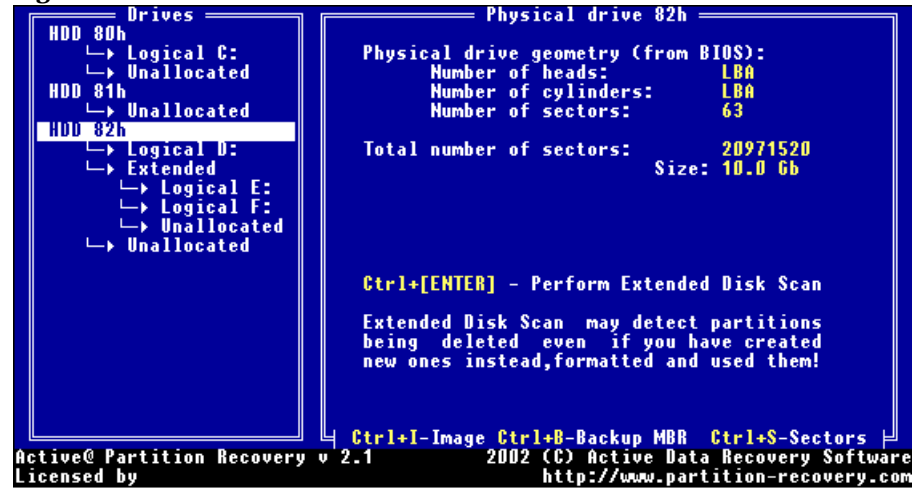 Drives
HDD 80h
Logical C:
Unallocated
HDD 81h
Unallocated
HDD 82h
Logical D:
Extended
Logical E:
Logical F:
Unallocated
Unallocated
Physical drive 82h
Physical drive geometry (from BIOS):
Number of heads: LBA
Number of cylinders: LBA
Number of sectors: 63
Total number of sectors: 20971520
Size: 10.0 Gb
Ctrl+[ENTER] - Perform Extended Disk Scan
Extended Disk Scan may detect partitions
being deleted even if you have created
new ones instead,formatted and used them!
Ctrl+I-Image Ctrl+B-Backup MBR Ctrl+S-Sectors
Active@ Partition Recovery v 2.1 2002 (C) Active Data Recovery Software
Licensed by http://www.partition-recovery.com